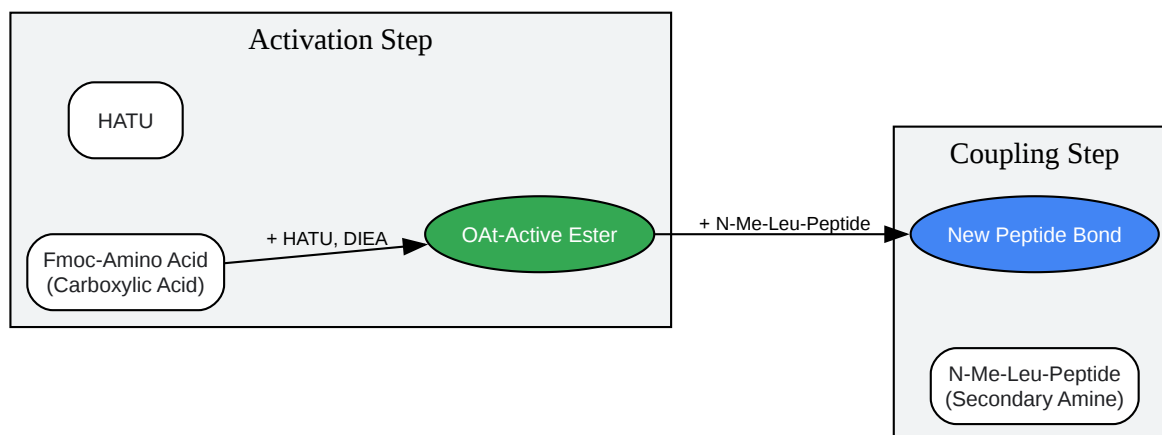 Activation Step
HATU
Fmoc-Amino Acid
(Carboxylic Acid)
+ HATU, DIEA
OAt-Active Ester
+ N-Me-Leu-Peptide
Coupling Step
New Peptide Bond
N-Me-Leu-Peptide
(Secondary Amine)